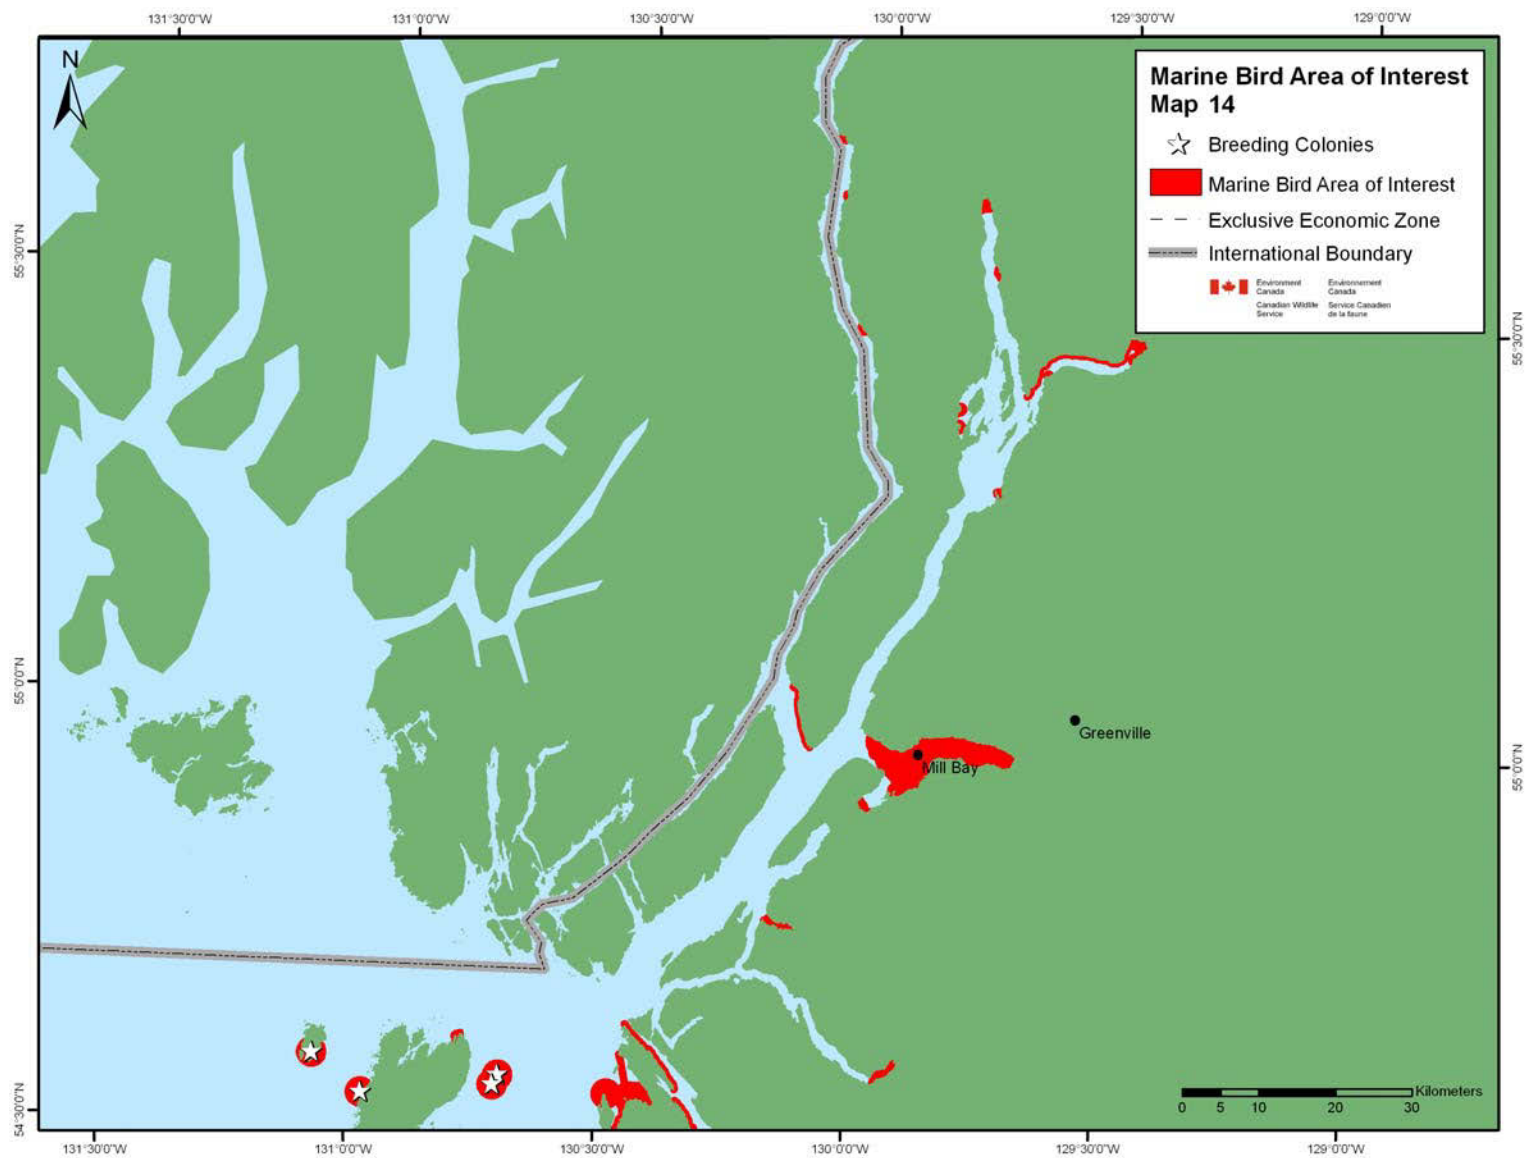 131°30'0"W 131°0'0"W 130°30'0"W 130°0'0"W 129°30'0"W 129°0'0"W
N
Marine Bird Area of Interest
Map 14
Breeding Colonies
Marine Bird Area of Interest
Exclusive Economic Zone
International Boundary
Environment Environnement
Canada Canada
Canadian Wildlife Service Canadien
Service de la faune
55°30'0"N
55°30'0"N
55°0'0"N
Greenville
Mill Bay
55°0'0"N
54°30'0"N
Kilometers
0 5 10 20 30
131°30'0"W 131°0'0"W 130°30'0"W 130°0'0"W 129°30'0"W 129°0'0"W